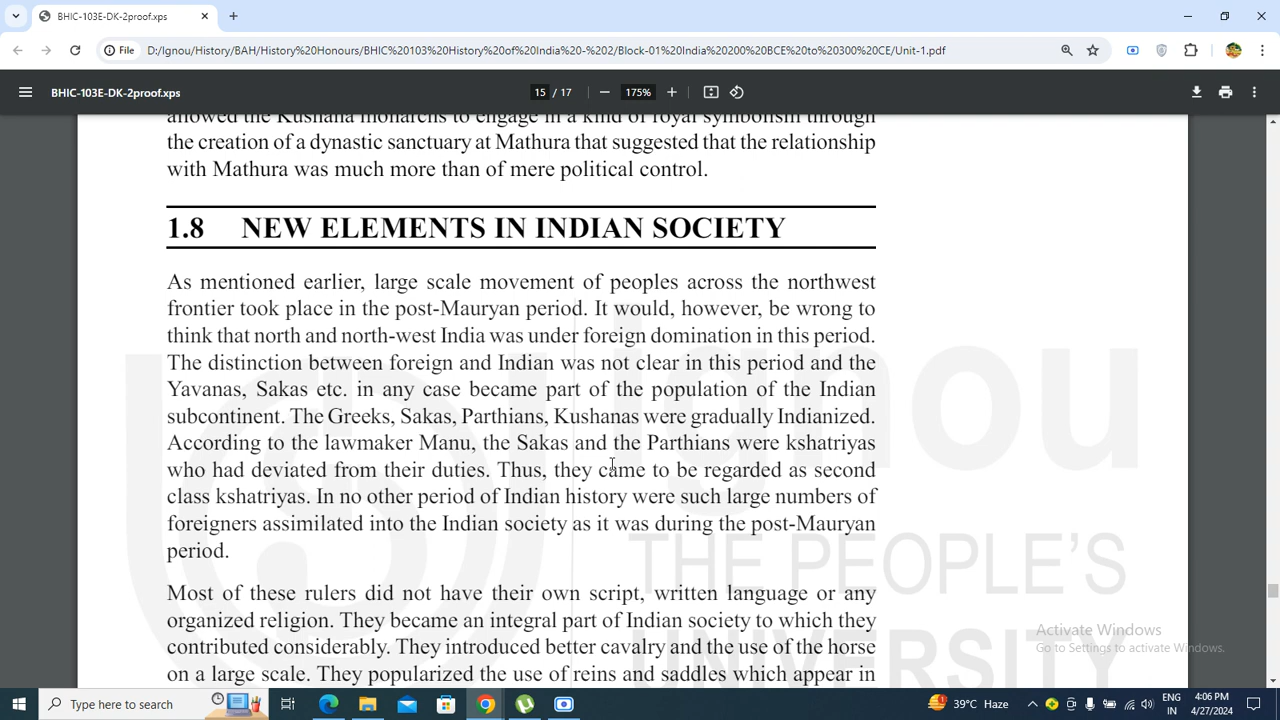 BHIC-103E-DK-2proof.xps
File D:/Ignou/History/BAH/History%20Honours/BHIC%20103%20History%20of%20India%20-%202/Block-01%20India%20200%20BCE%20to%20300%20CE/Unit-1.pdf
BHIC-103E-DK-2proof.xps 15 / 17 175%
allowed the Kushana monarchs to engage in a kind of royal symbolism through
the creation of a dynastic sanctuary at Mathura that suggested that the relationship
with Mathura was much more than of mere political control.
1.8 NEW ELEMENTS IN INDIAN SOCIETY
As mentioned earlier, large scale movement of peoples across the northwest
frontier took place in the post-Mauryan period. It would, however, be wrong to
think that north and north-west India was under foreign domination in this period.
The distinction between foreign and Indian was not clear in this period and the
Yavanas, Sakas etc. in any case became part of the population of the Indian
subcontinent. The Greeks, Sakas, Parthians, Kushanas were gradually Indianized.
According to the lawmaker Manu, the Sakas and the Parthians were kshatriyas
who had deviated from their duties. Thus, they came to be regarded as second
class kshatriyas. In no other period of Indian history were such large numbers of
foreigners assimilated into the Indian society as it was during the post-Mauryan
period.
Most of these rulers did not have their own script, written language or any
organized religion. They became an integral part of Indian society to which they
contributed considerably. They introduced better cavalry and the use of the horse
on a large scale. They popularized the use of reins and saddles which appear in
ignou
THE PEOPLE'S
UNIVERSITY
Activate Windows
Go to Settings to activate Windows.
Type here to search
39°C Haze
ENG
IN
4:06 PM
4/27/2024